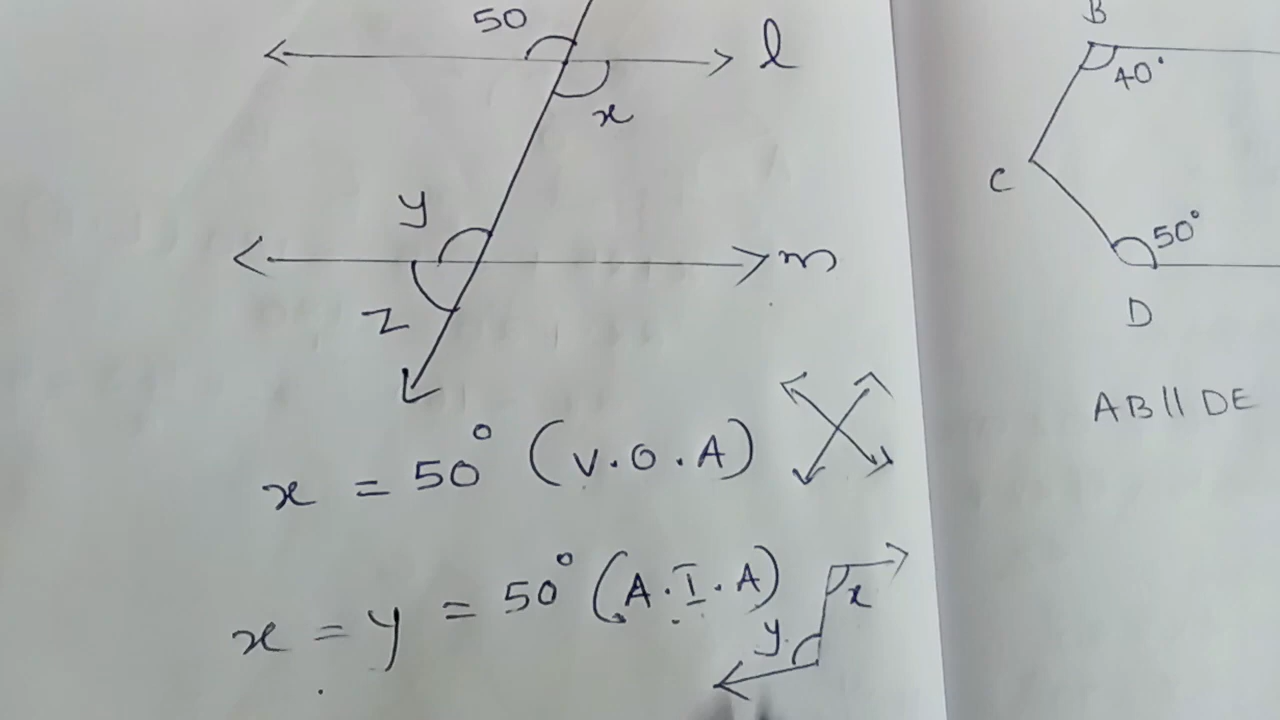 50
l
x
y
m
z
x = 50° (V.O.A)
x = y = 50° (A.I.A)
x
y
B
40°
C
50°
D
AB || DE